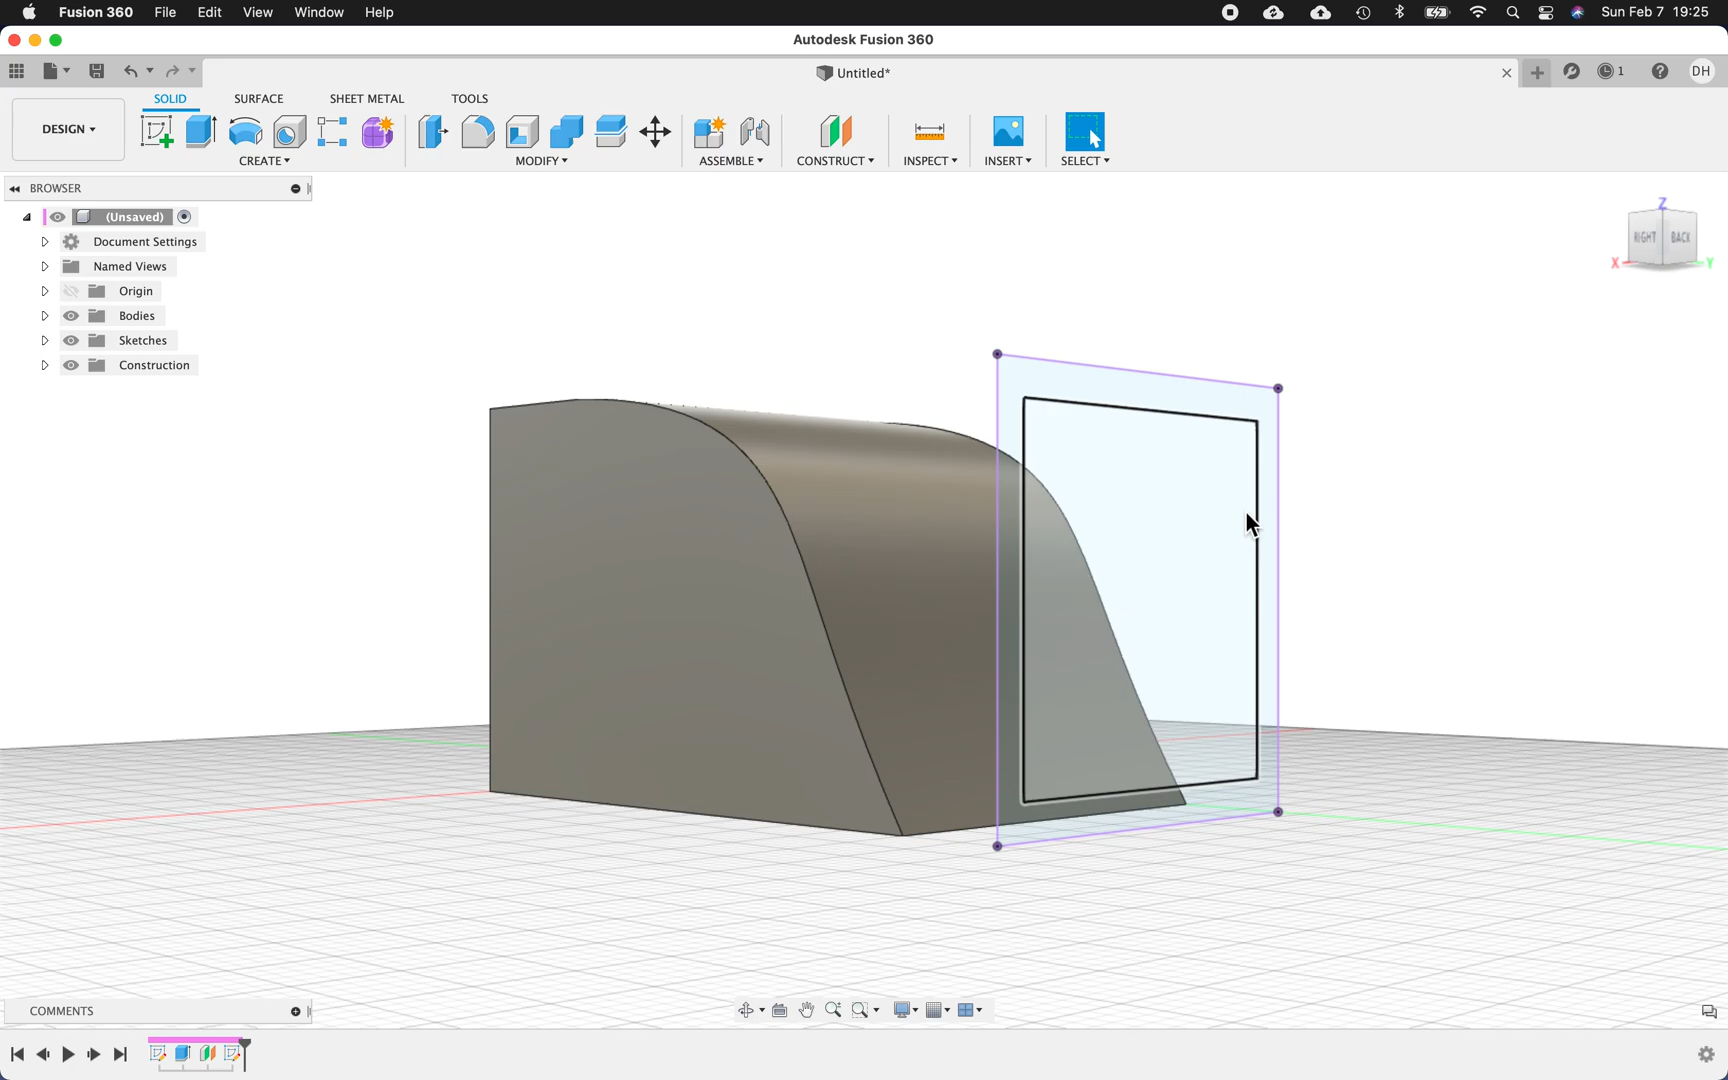 Fusion 360 File Edit View Window Help Sun Feb 7 19:25
Autodesk Fusion 360
Untitled* 1 DH
SOLID SURFACE SHEET METAL TOOLS
DESIGN
CREATE MODIFY ASSEMBLE CONSTRUCT INSPECT INSERT SELECT
BROWSER
(Unsaved)
Document Settings
Named Views
Origin
Bodies
Sketches
Construction
Z
RIGHT BACK
X Y
COMMENTS